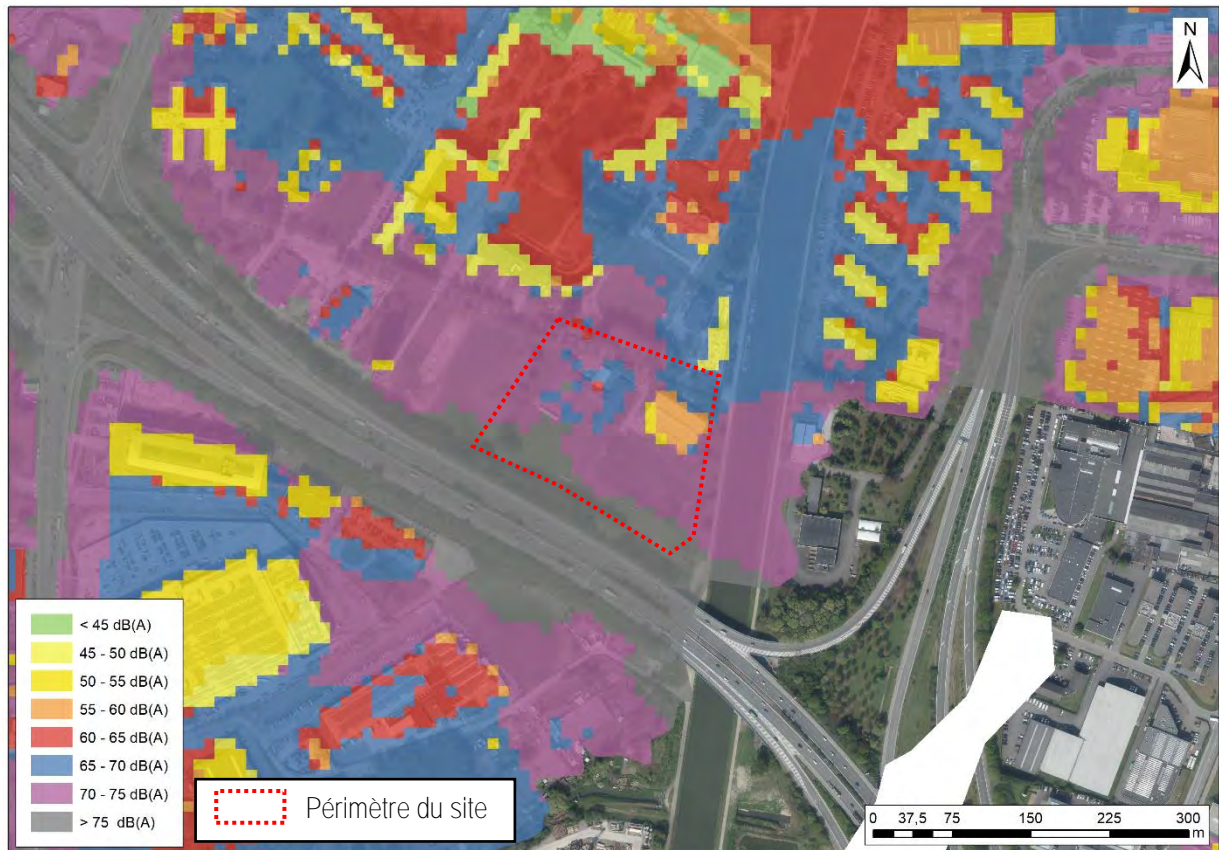 N
< 45 dB(A)
45 - 50 dB(A)
50 - 55 dB(A)
55 - 60 dB(A)
60 - 65 dB(A)
65 - 70 dB(A)
70 - 75 dB(A)
> 75 dB(A)
Périmètre du site
0 37,5 75 150 225 300
m